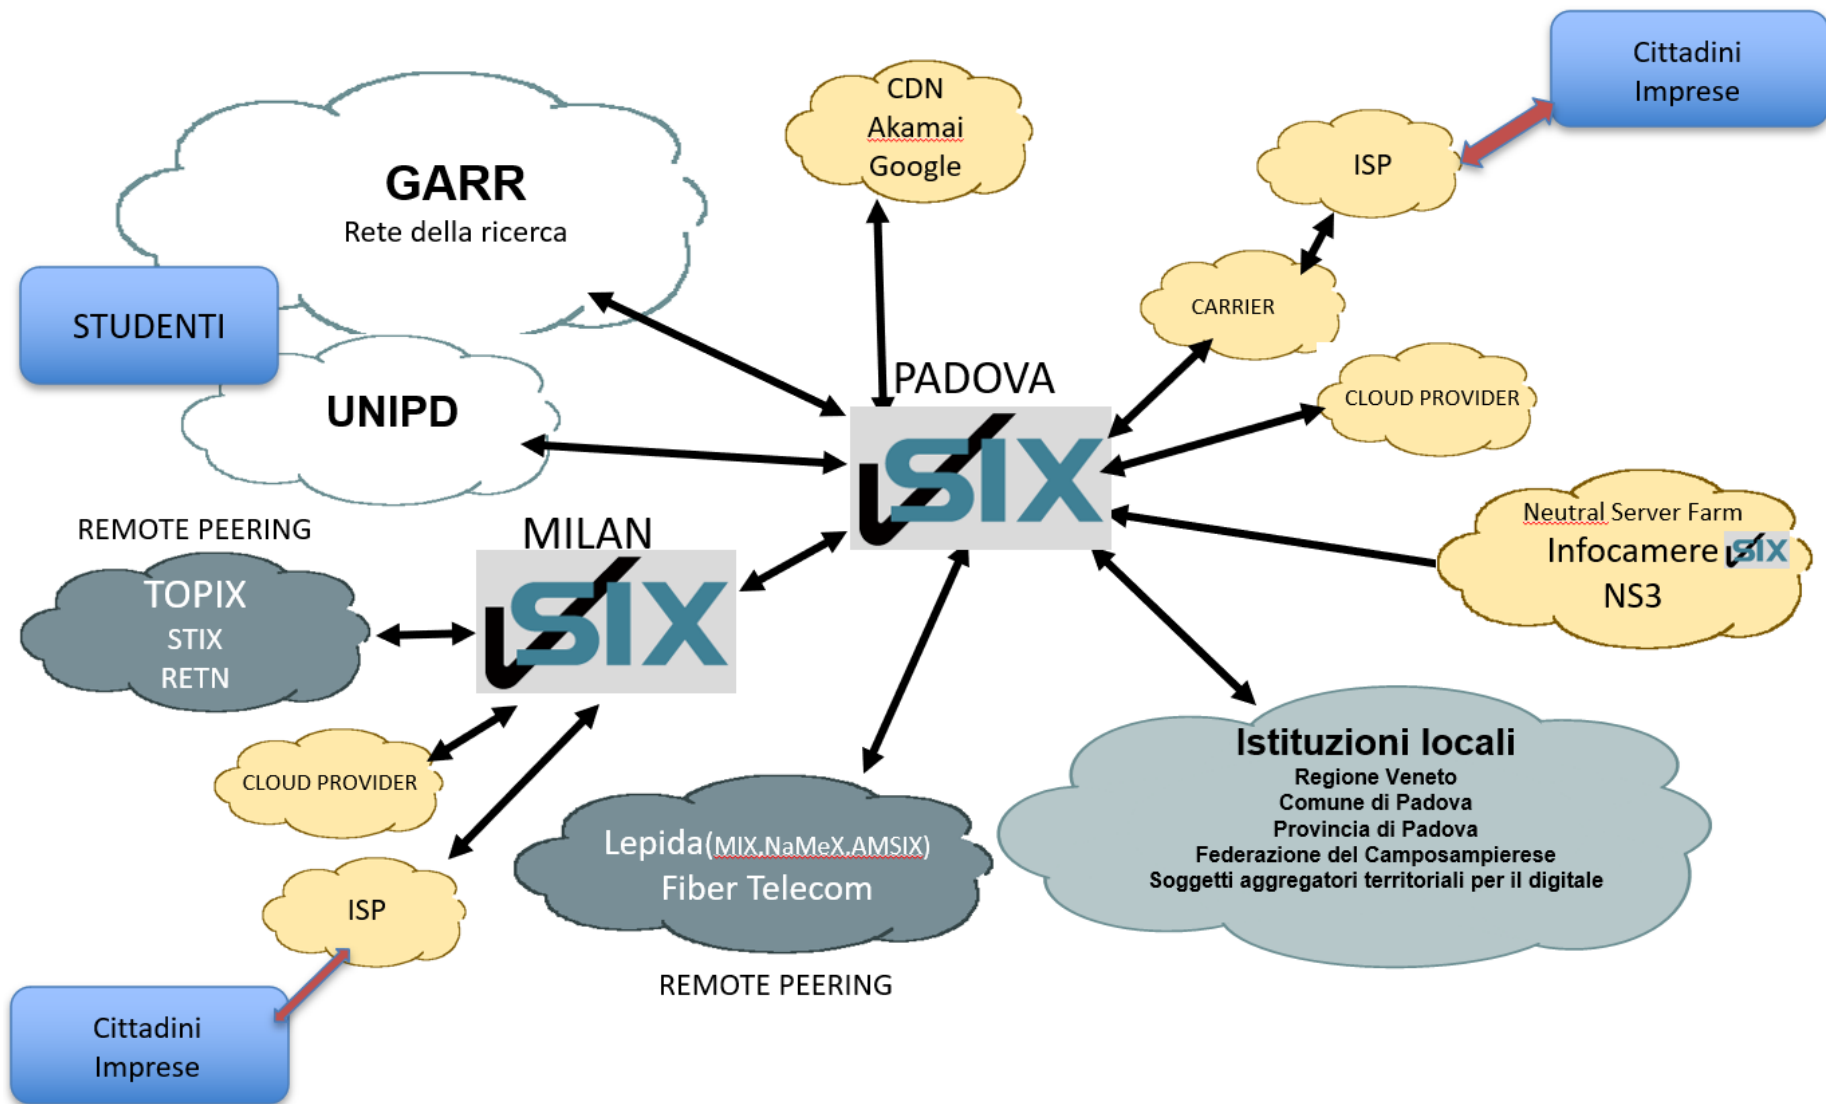 Cittadini
Imprese
CDN
Akamai
Google
ISP
GARR
Rete della ricerca
CARRIER
STUDENTI
PADOVA
CLOUD PROVIDER
UNIPD
VSIX
Neutral Server Farm
Infocamere VSIX
NS3
REMOTE PEERING
MILAN
VSIX
TOPIX
STIX
RETN
CLOUD PROVIDER
Istituzioni locali
Regione Veneto
Comune di Padova
Provincia di Padova
Federazione del Camposampierese
Soggetti aggregatori territoriali per il digitale
Lepida(MIX,NaMeX,AMSIX)
Fiber Telecom
ISP
REMOTE PEERING
Cittadini
Imprese